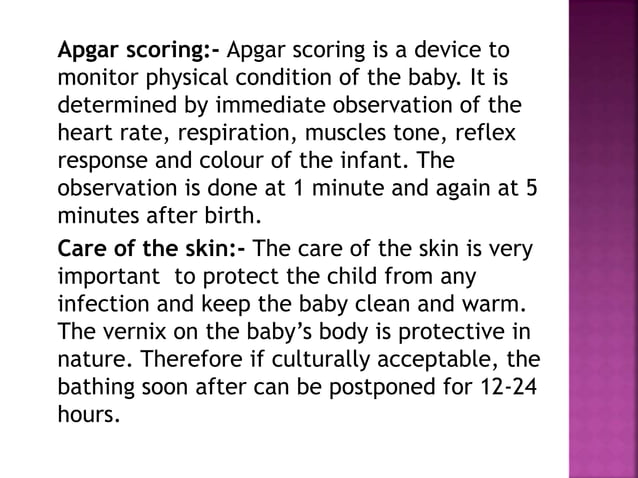 Apgar scoring:- Apgar scoring is a device to
monitor physical condition of the baby. It is
determined by immediate observation of the
heart rate, respiration, muscles tone, reflex
response and colour of the infant. The
observation is done at 1 minute and again at 5
minutes after birth.
Care of the skin:- The care of the skin is very
important  to protect the child from any
infection and keep the baby clean and warm.
The vernix on the baby’s body is protective in
nature. Therefore if culturally acceptable, the
bathing soon after can be postponed for 12-24
hours.